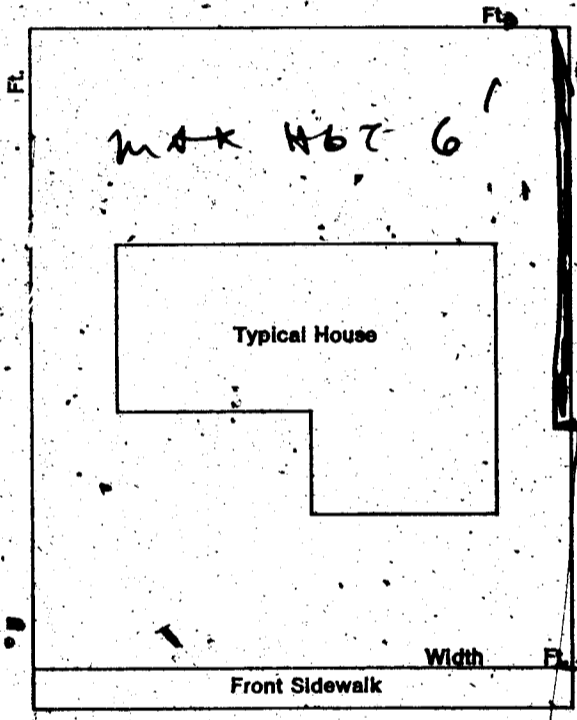 Ft.
Ft.
MAX HGT 6'
Typical House
Width Ft.
Front Sidewalk